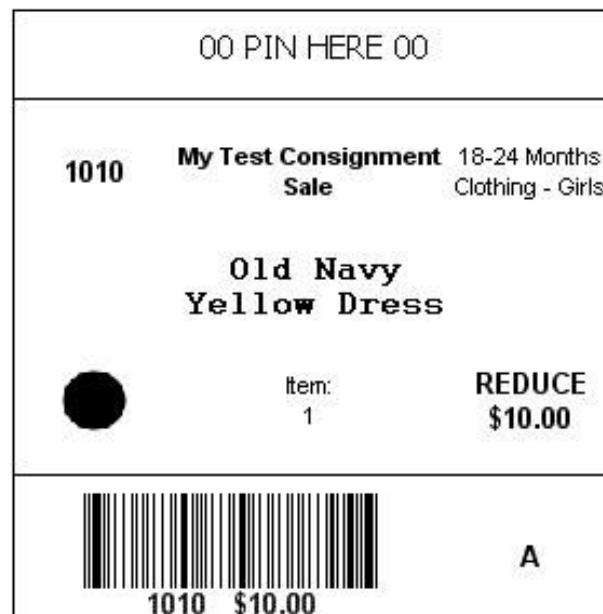 00 PIN HERE 00
1010
My Test Consignment
Sale
18-24 Months
Clothing - Girls
Old Navy
Yellow Dress
Item:
1
REDUCE
$10.00
1010 $10.00
A